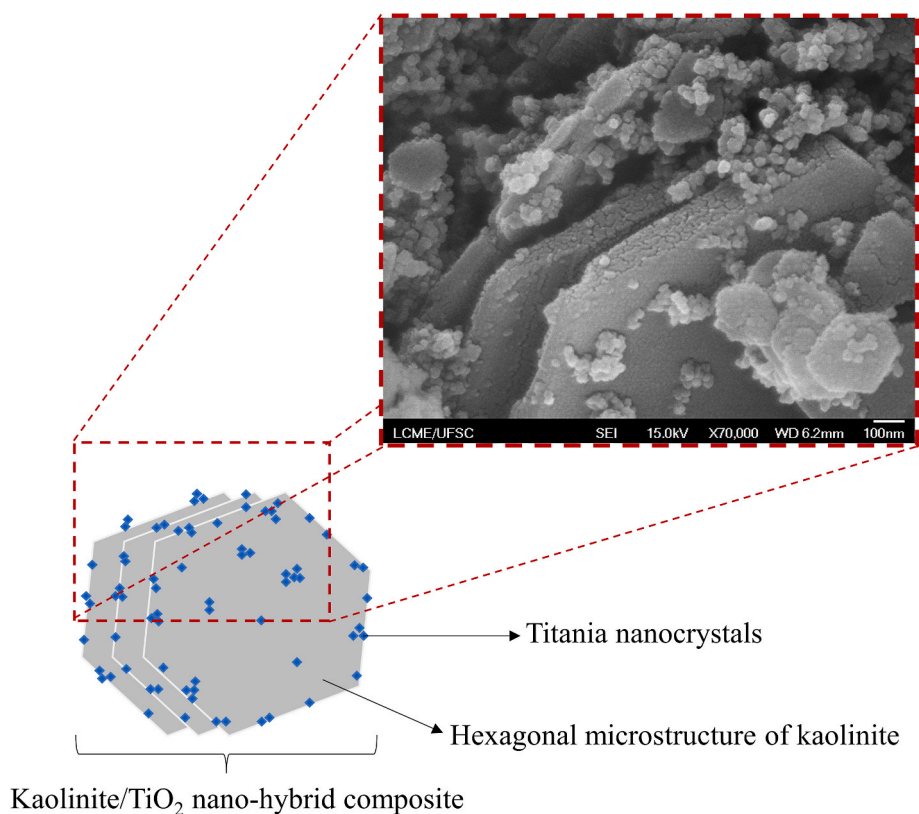 LCME/UFSC SEI 15.0kV X70,000 WD 6.2mm 100nm
Titania nanocrystals
Hexagonal microstructure of kaolinite
Kaolinite/TiO₂ nano-hybrid composite